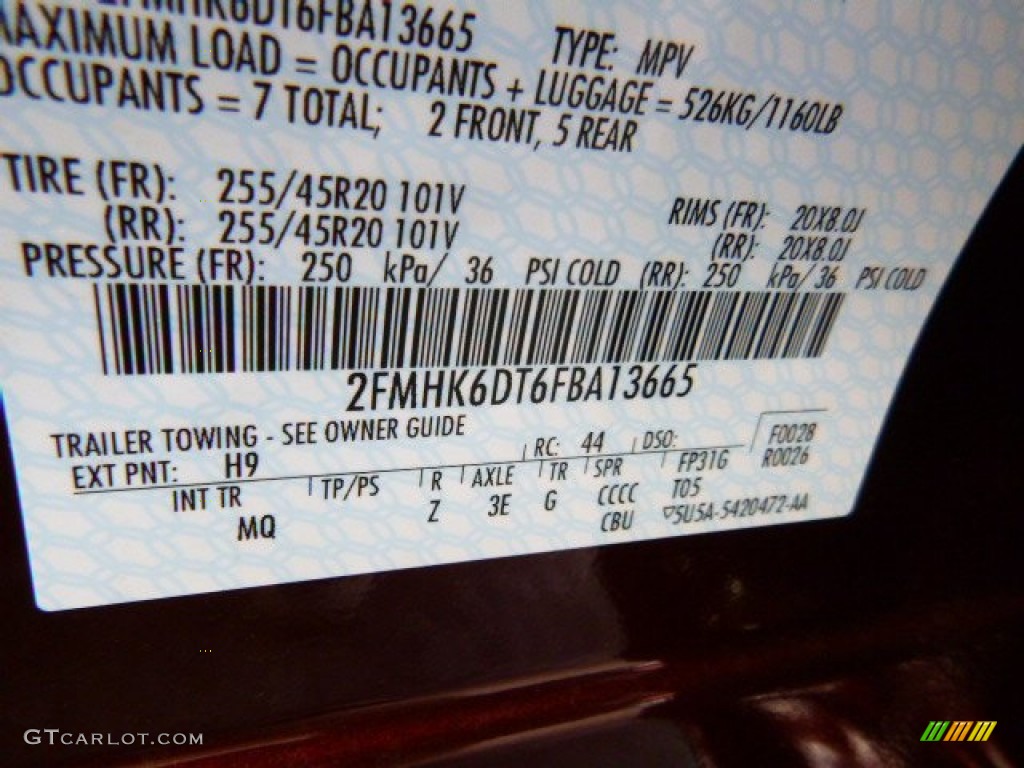 2FMHK6DT6FBA13665 TYPE: MPV
MAXIMUM LOAD = OCCUPANTS + LUGGAGE = 526KG/1160LB
OCCUPANTS = 7 TOTAL; 2 FRONT, 5 REAR
TIRE (FR): 255/45R20 101V RIMS (FR): 20X8.0J
(RR): 255/45R20 101V (RR): 20X8.0J
PRESSURE (FR): 250 kPa/ 36 PSI COLD (RR): 250 kPa/ 36 PSI COLD
2FMHK6DT6FBA13665
TRAILER TOWING - SEE OWNER GUIDE
EXT PNT: H9 RC: 44 DSO: F0028
INT TR TP/PS R AXLE TR SPR FP31G R0026
MQ Z 3E G CCCC T05
CBU ▽5U5A-5420472-AA
GTCARLOT.COM